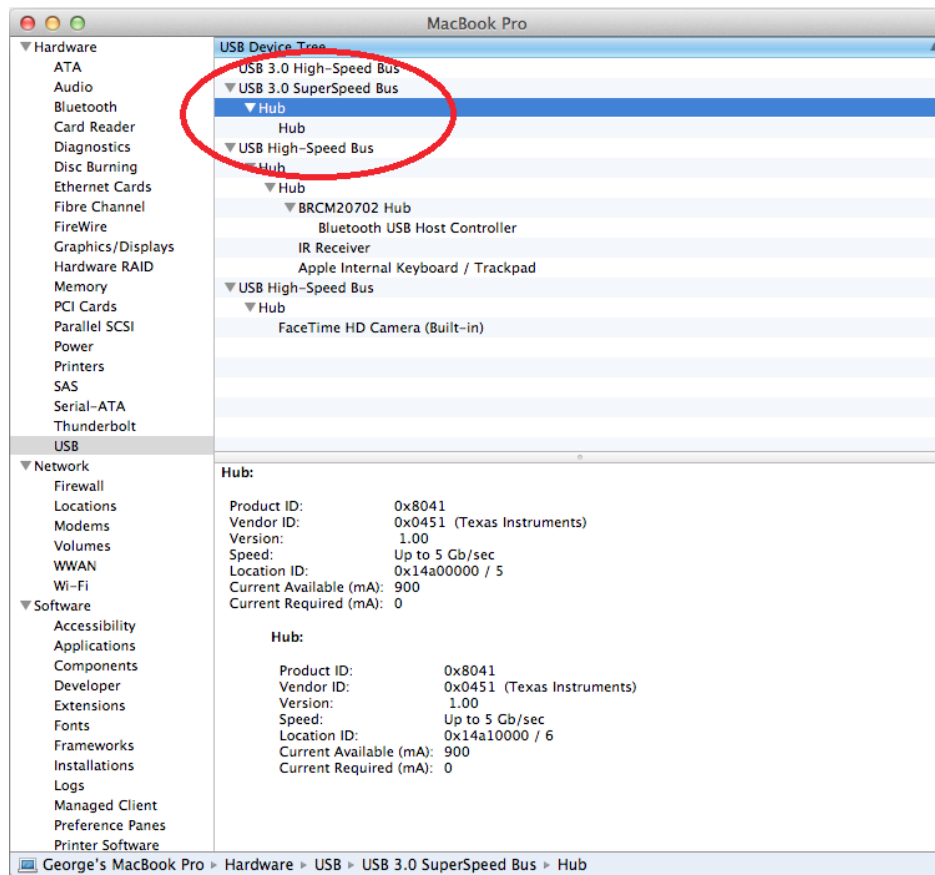 MacBook Pro
Hardware
ATA
Audio
Bluetooth
Card Reader
Diagnostics
Disc Burning
Ethernet Cards
Fibre Channel
FireWire
Graphics/Displays
Hardware RAID
Memory
PCI Cards
Parallel SCSI
Power
Printers
SAS
Serial-ATA
Thunderbolt
USB
Network
Firewall
Locations
Modems
Volumes
WWAN
Wi-Fi
Software
Accessibility
Applications
Components
Developer
Extensions
Fonts
Frameworks
Installations
Logs
Managed Client
Preference Panes
Printer Software
USB Device Tree
USB 3.0 High-Speed Bus
USB 3.0 SuperSpeed Bus
Hub
Hub
USB High-Speed Bus
Hub
Hub
BRCM20702 Hub
Bluetooth USB Host Controller
IR Receiver
Apple Internal Keyboard / Trackpad
USB High-Speed Bus
Hub
FaceTime HD Camera (Built-in)
Hub:
Product ID: 0x8041
Vendor ID: 0x0451 (Texas Instruments)
Version: 1.00
Speed: Up to 5 Gb/sec
Location ID: 0x14a00000 / 5
Current Available (mA): 900
Current Required (mA): 0
Hub:
Product ID: 0x8041
Vendor ID: 0x0451 (Texas Instruments)
Version: 1.00
Speed: Up to 5 Gb/sec
Location ID: 0x14a10000 / 6
Current Available (mA): 900
Current Required (mA): 0
George's MacBook Pro ▸ Hardware ▸ USB ▸ USB 3.0 SuperSpeed Bus ▸ Hub